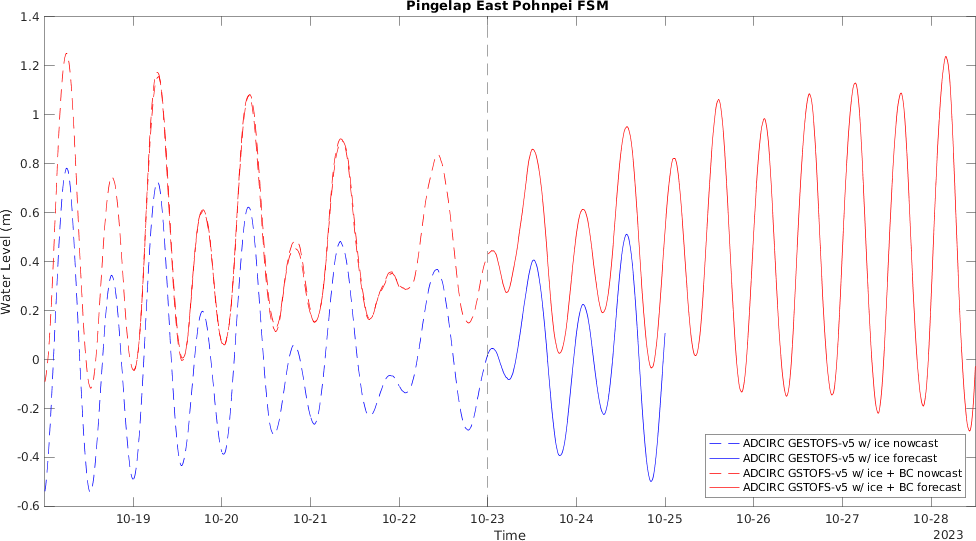 Pingelap East Pohnpei FSM
1.4
1.2
1
0.8
0.6
0.4
0.2
0
-0.2
-0.4
-0.6
Water Level (m)
ADCIRC GESTOFS-v5 w/ ice nowcast
ADCIRC GESTOFS-v5 w/ ice forecast
ADCIRC GSTOFS-v5 w/ ice + BC nowcast
ADCIRC GSTOFS-v5 w/ ice + BC forecast
10-19 10-20 10-21 10-22 10-23 10-24 10-25 10-26 10-27 10-28
Time
2023